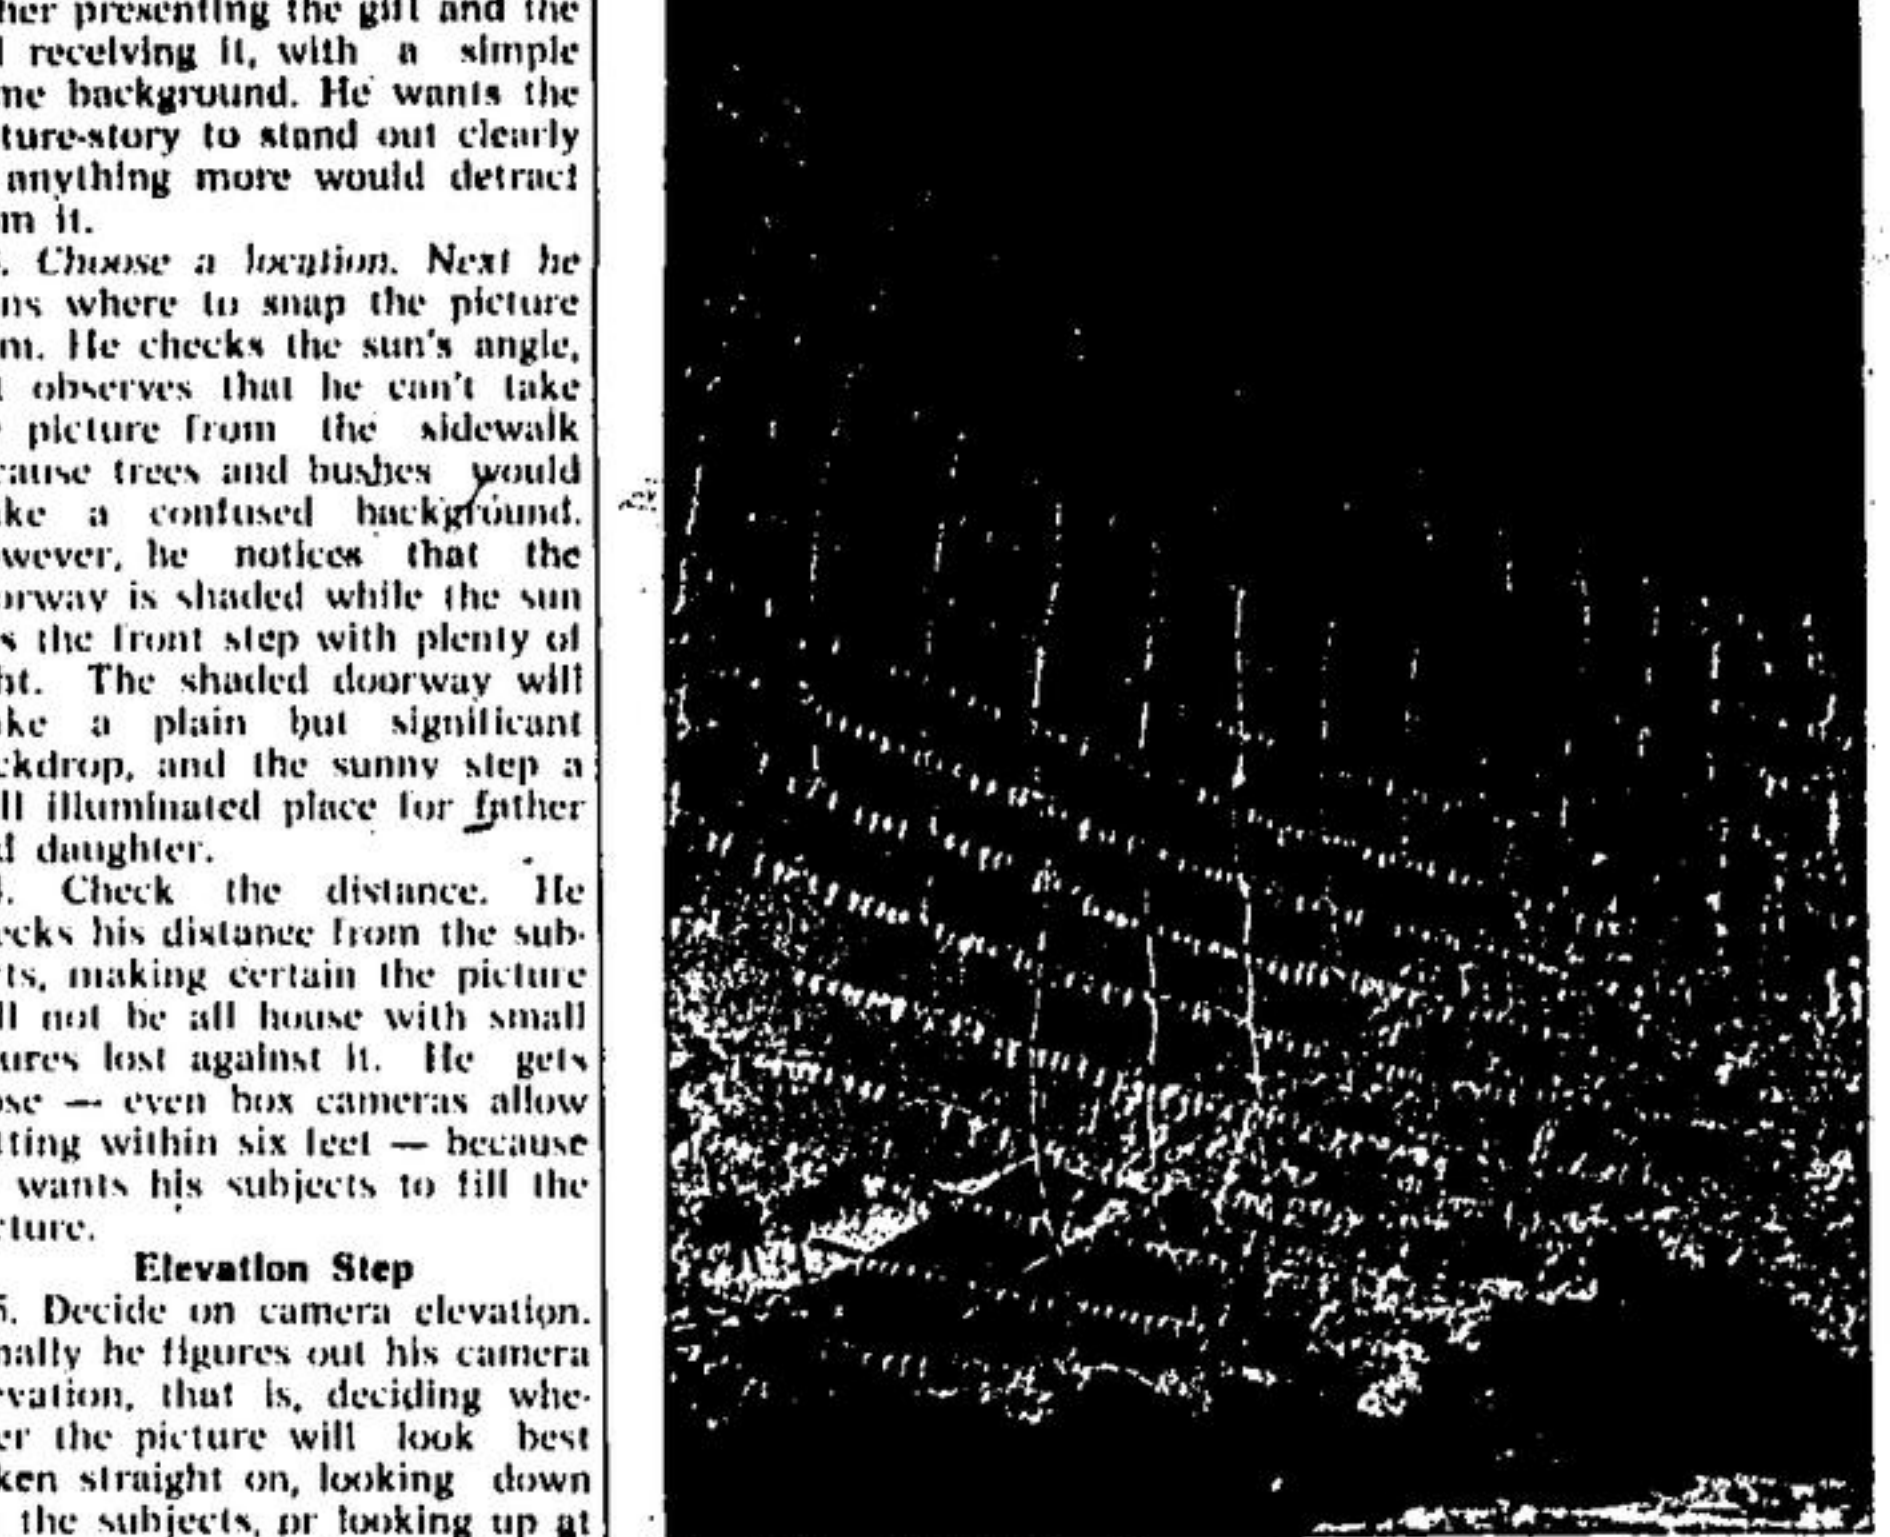 her presenting the gift and the
receiving it, with a simple
me background. He wants the
ture-story to stand out clearly
anything more would detract
m it.
. Choose a location. Next he
ns where to snap the picture
m. He checks the sun's angle,
observes that he can't take
picture from the sidewalk
cause trees and bushes would
ke a confused background.
wever, he notices that the
orway is shaded while the sun
s the front step with plenty of
ht. The shaded doorway will
ke a plain but significant
ckdrop, and the sunny step a
ll illuminated place for father
d daughter.
. Check the distance. He
ecks his distance from the sub-
ts, making certain the picture
ll not be all house with small
ures lost against it. He gets
ose — even box cameras allow
tting within six feet — because
wants his subjects to fill the
cture.
Elevation Step
5. Decide on camera elevation.
nally he figures out his camera
evation, that is, deciding whe-
er the picture will look best
ken straight on, looking down
the subjects, or looking up at